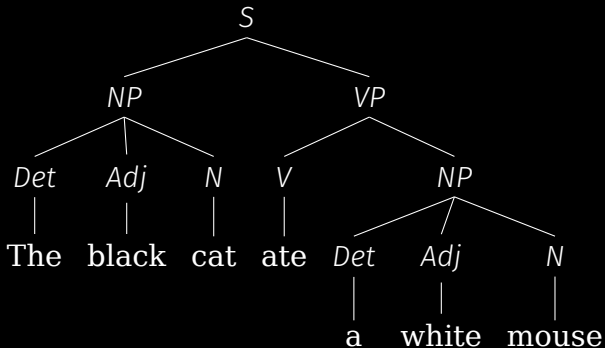 S
NP VP
Det Adj N V NP
The black cat ate Det Adj N
a white mouse